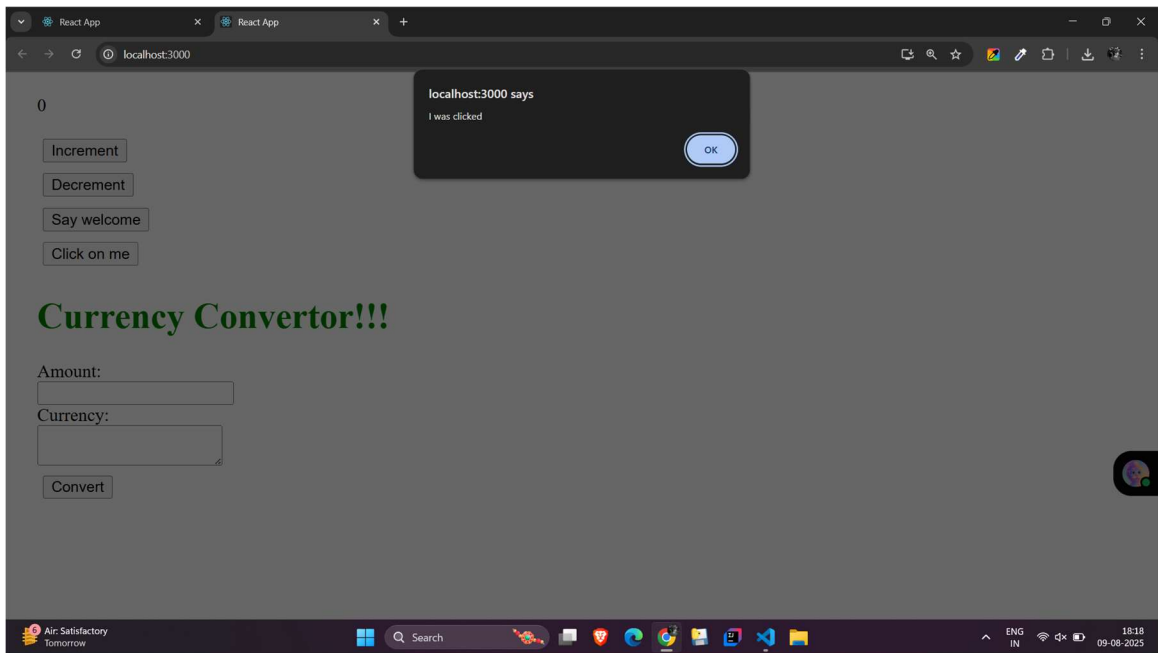 React App
React App
localhost:3000
localhost:3000 says
I was clicked
OK
0
Increment
Decrement
Say welcome
Click on me
Currency Convertor!!!
Amount:
Currency:
Convert
6
Air: Satisfactory
Tomorrow
Search
ENG
IN
18:18
09-08-2025